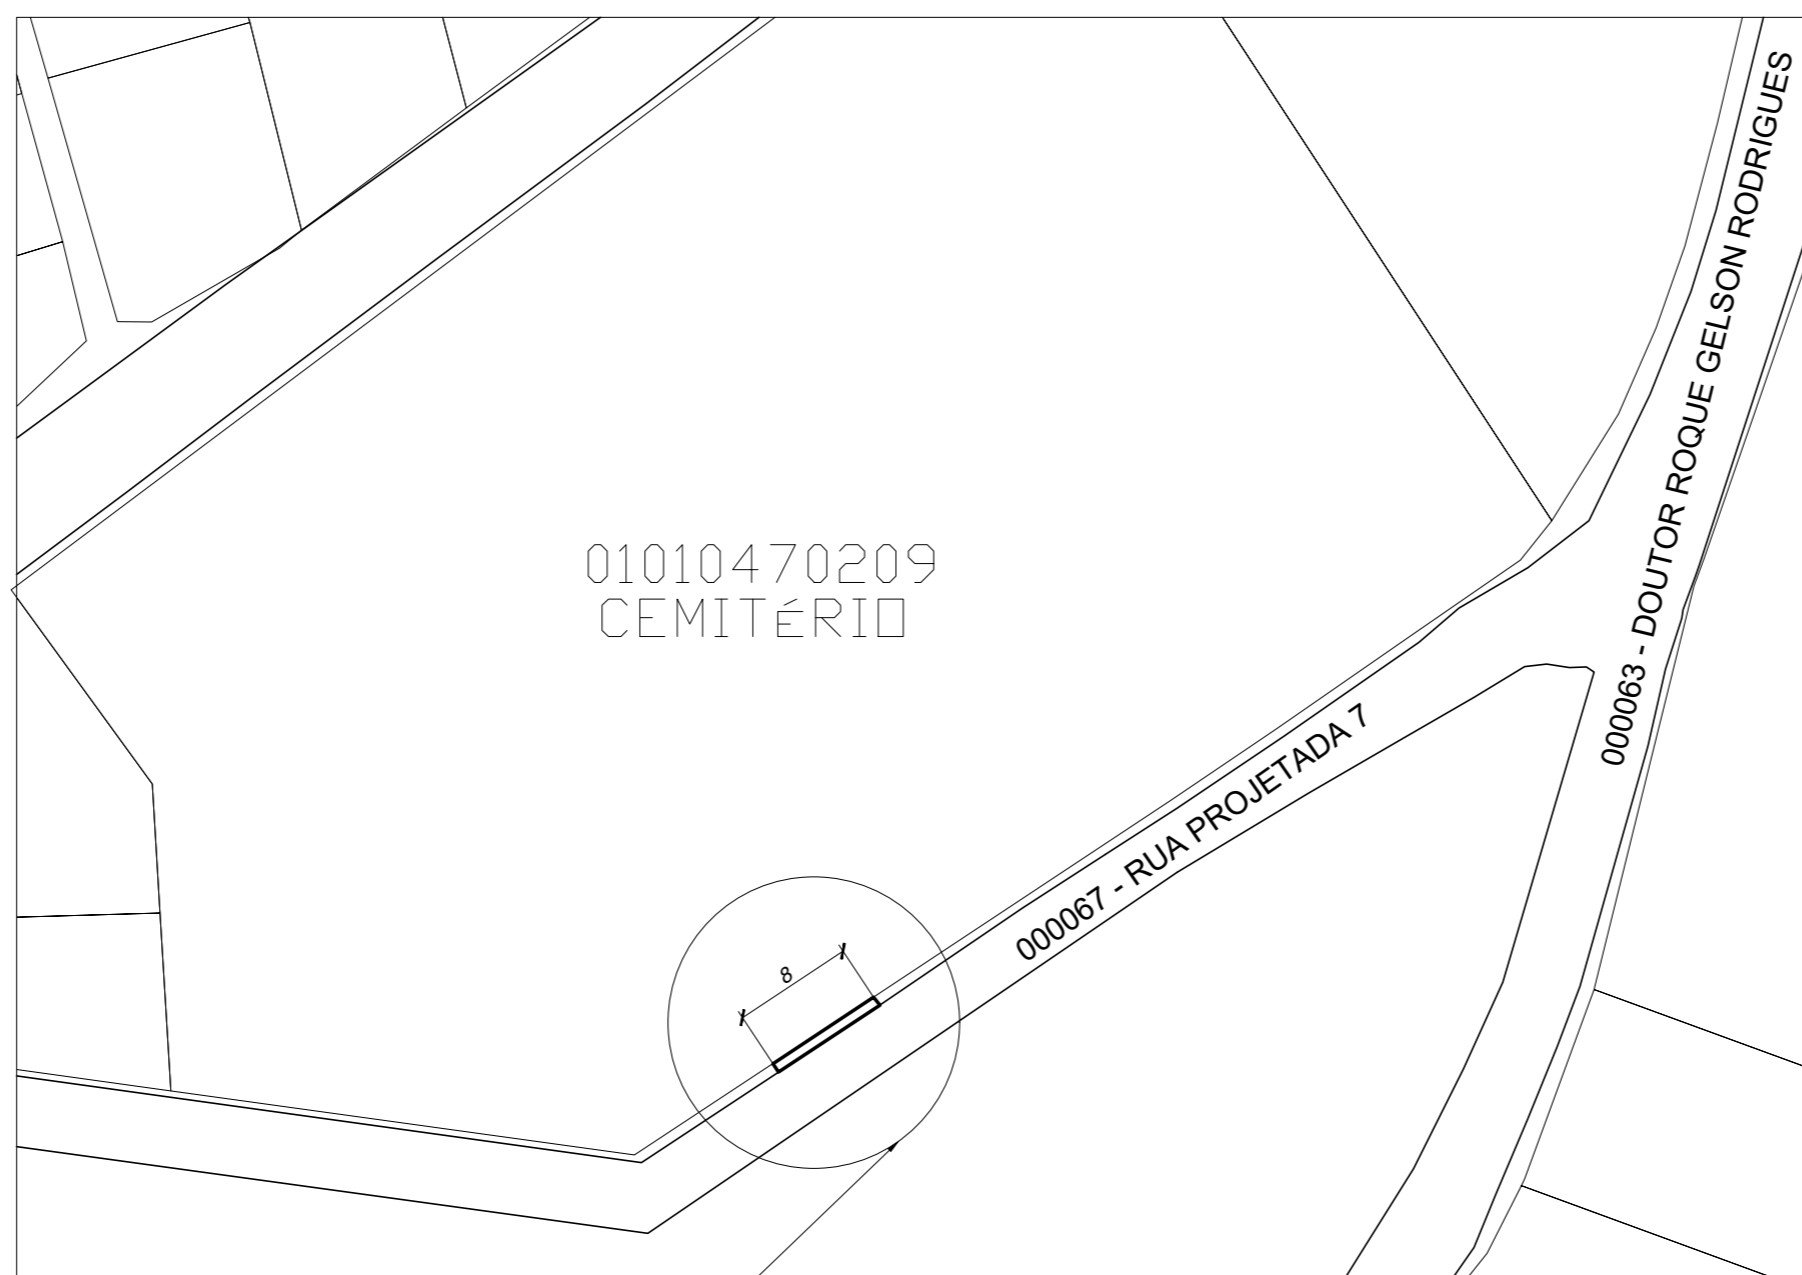 01010470209
CEMITéRIO
000063 - DOUTOR ROQUE GELSON RODRIGUES
000067 - RUA PROJETADA 7
8